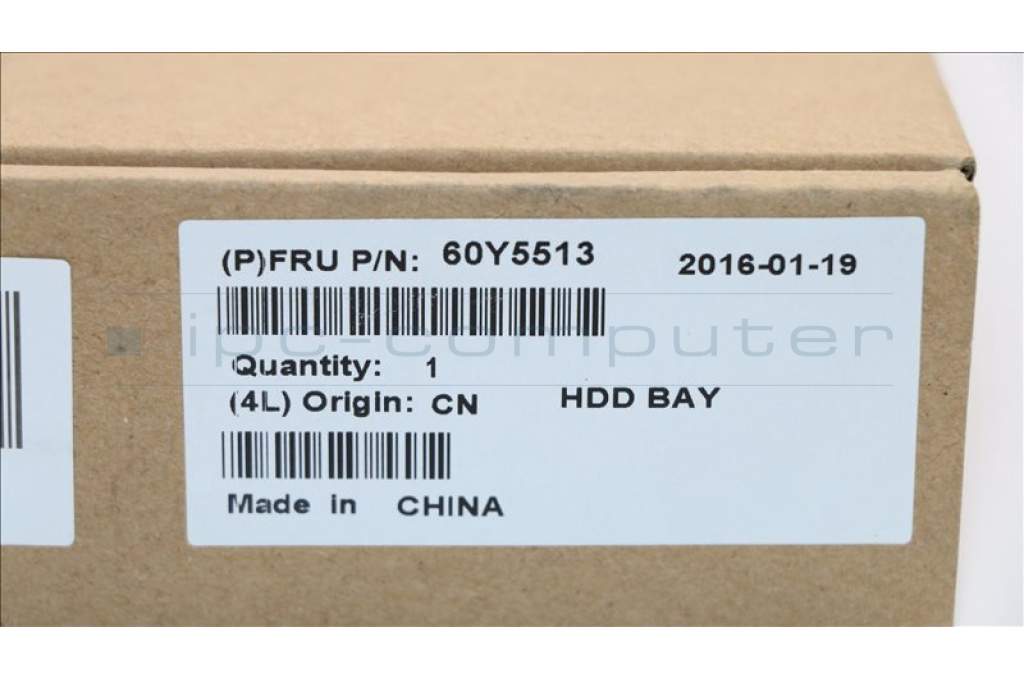 (P)FRU P/N: 60Y5513 2016-01-19
ipc-computer
Quantity: 1
(4L) Origin: CN HDD BAY
Made in CHINA